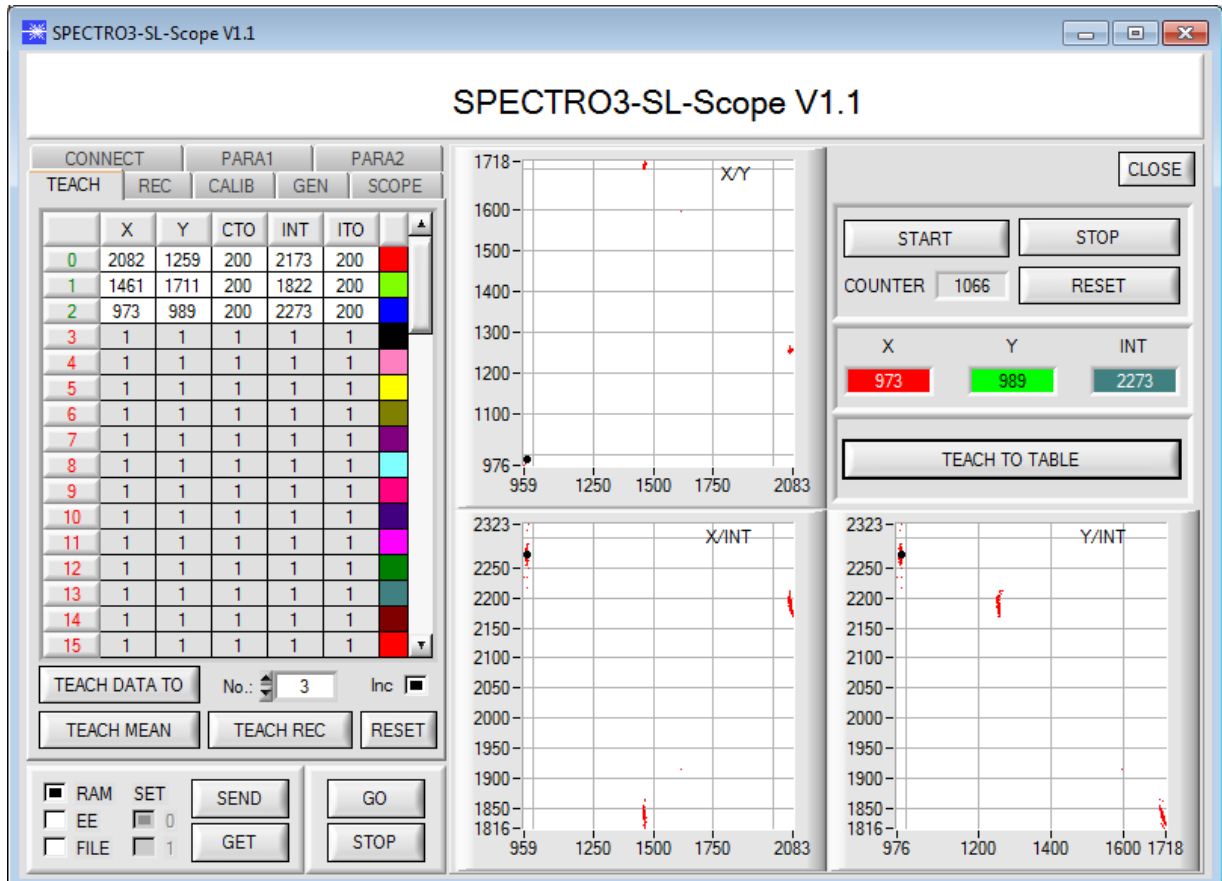 SPECTRO3-SL-Scope V1.1
SPECTRO3-SL-Scope V1.1
CONNECT PARA1 PARA2
TEACH REC CALIB GEN SCOPE
X Y CTO INT ITO
0 2082 1259 200 2173 200
1 1461 1711 200 1822 200
2 973 989 200 2273 200
3 1 1 1 1 1
4 1 1 1 1 1
5 1 1 1 1 1
6 1 1 1 1 1
7 1 1 1 1 1
8 1 1 1 1 1
9 1 1 1 1 1
10 1 1 1 1 1
11 1 1 1 1 1
12 1 1 1 1 1
13 1 1 1 1 1
14 1 1 1 1 1
15 1 1 1 1 1
TEACH DATA TO No.: 3 Inc
TEACH MEAN TEACH REC RESET
RAM SET SEND GO
EE 0
FILE 1 GET STOP
X/Y
1718
1600
1500
1400
1300
1200
1100
976
959 1250 1500 1750 2083
CLOSE
START STOP
COUNTER 1066 RESET
X Y INT
973 989 2273
TEACH TO TABLE
X/INT
2323
2250
2200
2150
2100
2050
2000
1950
1900
1850
1816
959 1250 1500 1750 2083
Y/INT
2323
2250
2200
2150
2100
2050
2000
1950
1900
1850
1816
976 1200 1400 1600 1718